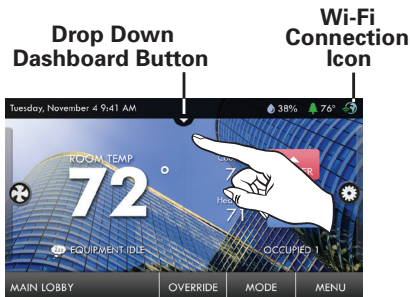 Drop Down
Dashboard Button
Wi-Fi
Connection
Icon
Tuesday, November 4 9:41 AM
38%
76°
ROOM TEMP
72°
71
EQUIPMENT IDLE
OCCUPIED 1
MAIN LOBBY
OVERRIDE
MODE
MENU